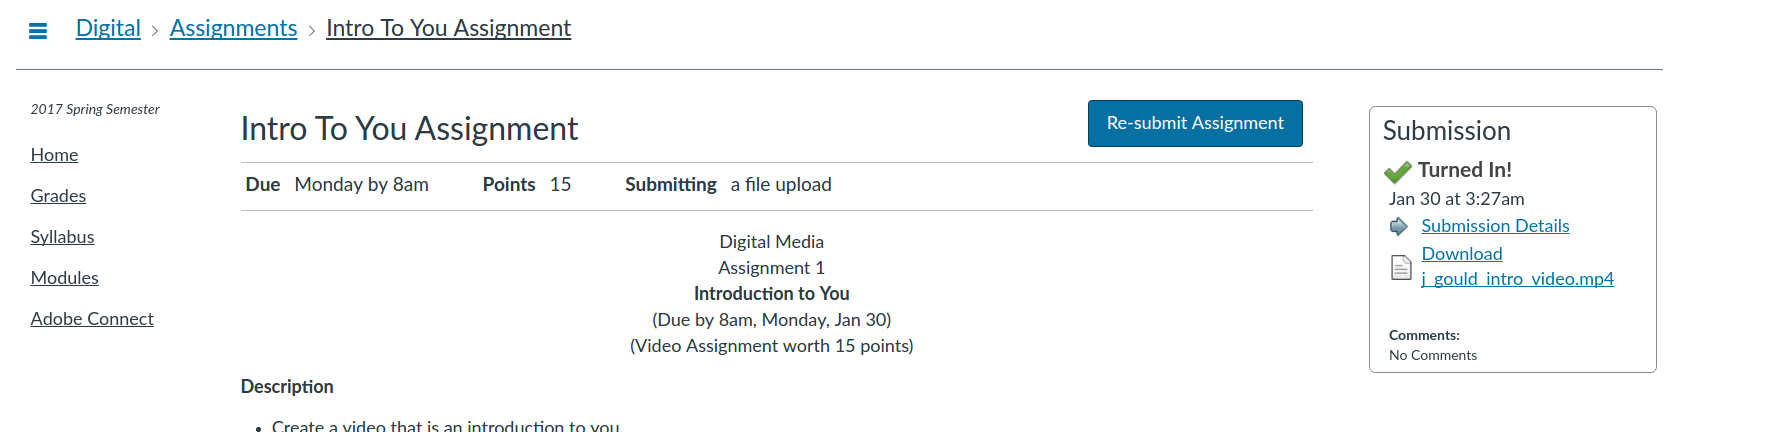 Digital > Assignments > Intro To You Assignment
2017 Spring Semester
Home
Grades
Syllabus
Modules
Adobe Connect
Intro To You Assignment
Re-submit Assignment
Due Monday by 8am Points 15 Submitting a file upload
Digital Media
Assignment 1
Introduction to You
(Due by 8am, Monday, Jan 30)
(Video Assignment worth 15 points)
Description
• Create a video that is an introduction to you
Submission
Turned In!
Jan 30 at 3:27am
Submission Details
Download
j_gould_intro_video.mp4
Comments:
No Comments